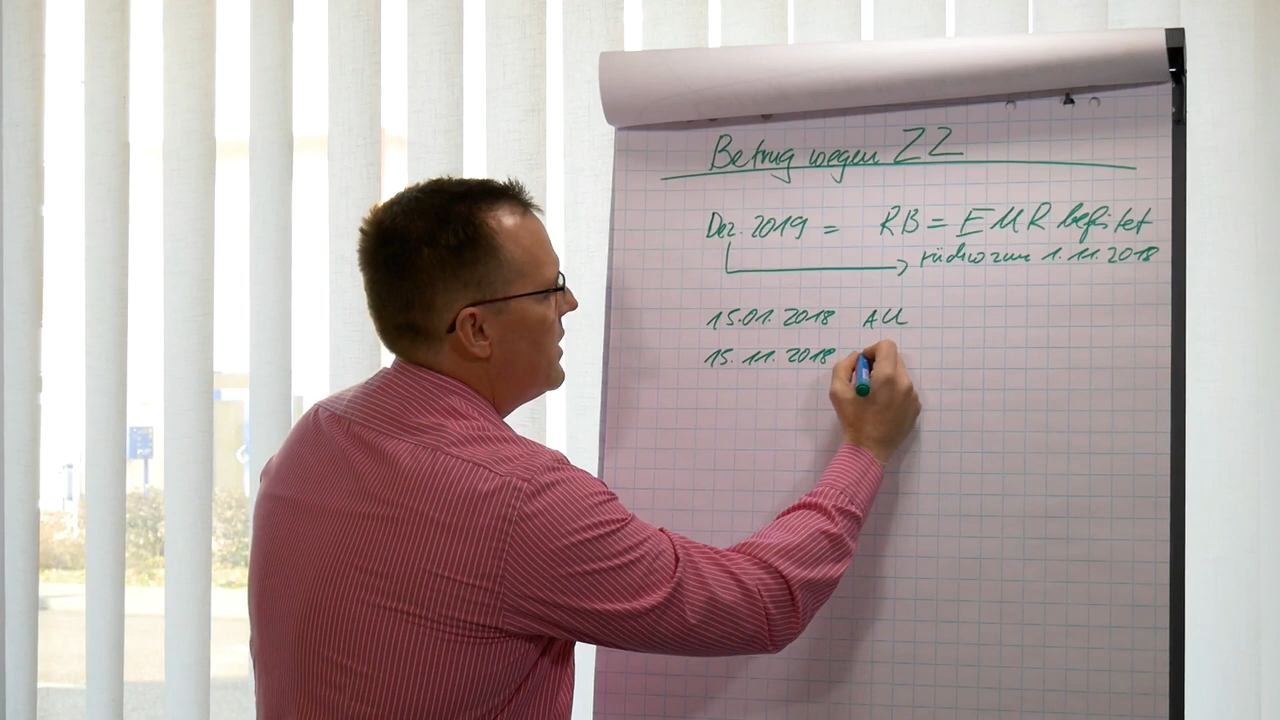 Betrug wegen ZZ
Dez. 2019 = RB = EMR befristet
rückw zum 1.11.2018
15.01.2018 AU
15.11.2018